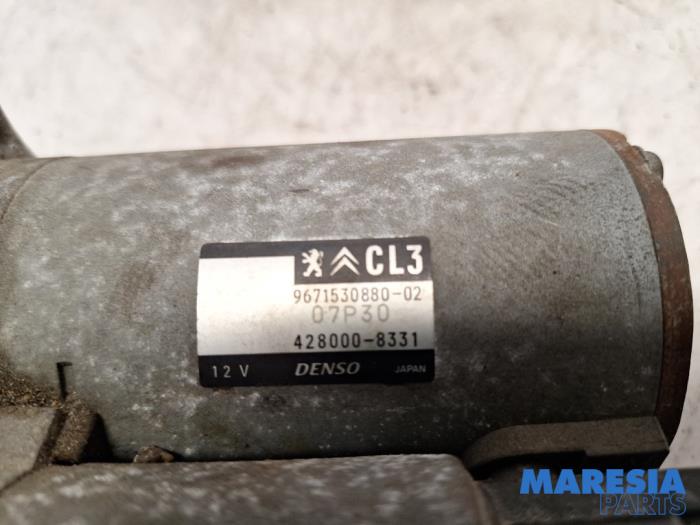 CL3
9671530880-02
07P30
428000-8331
12 V DENSO JAPAN
MARESIA
PARTS